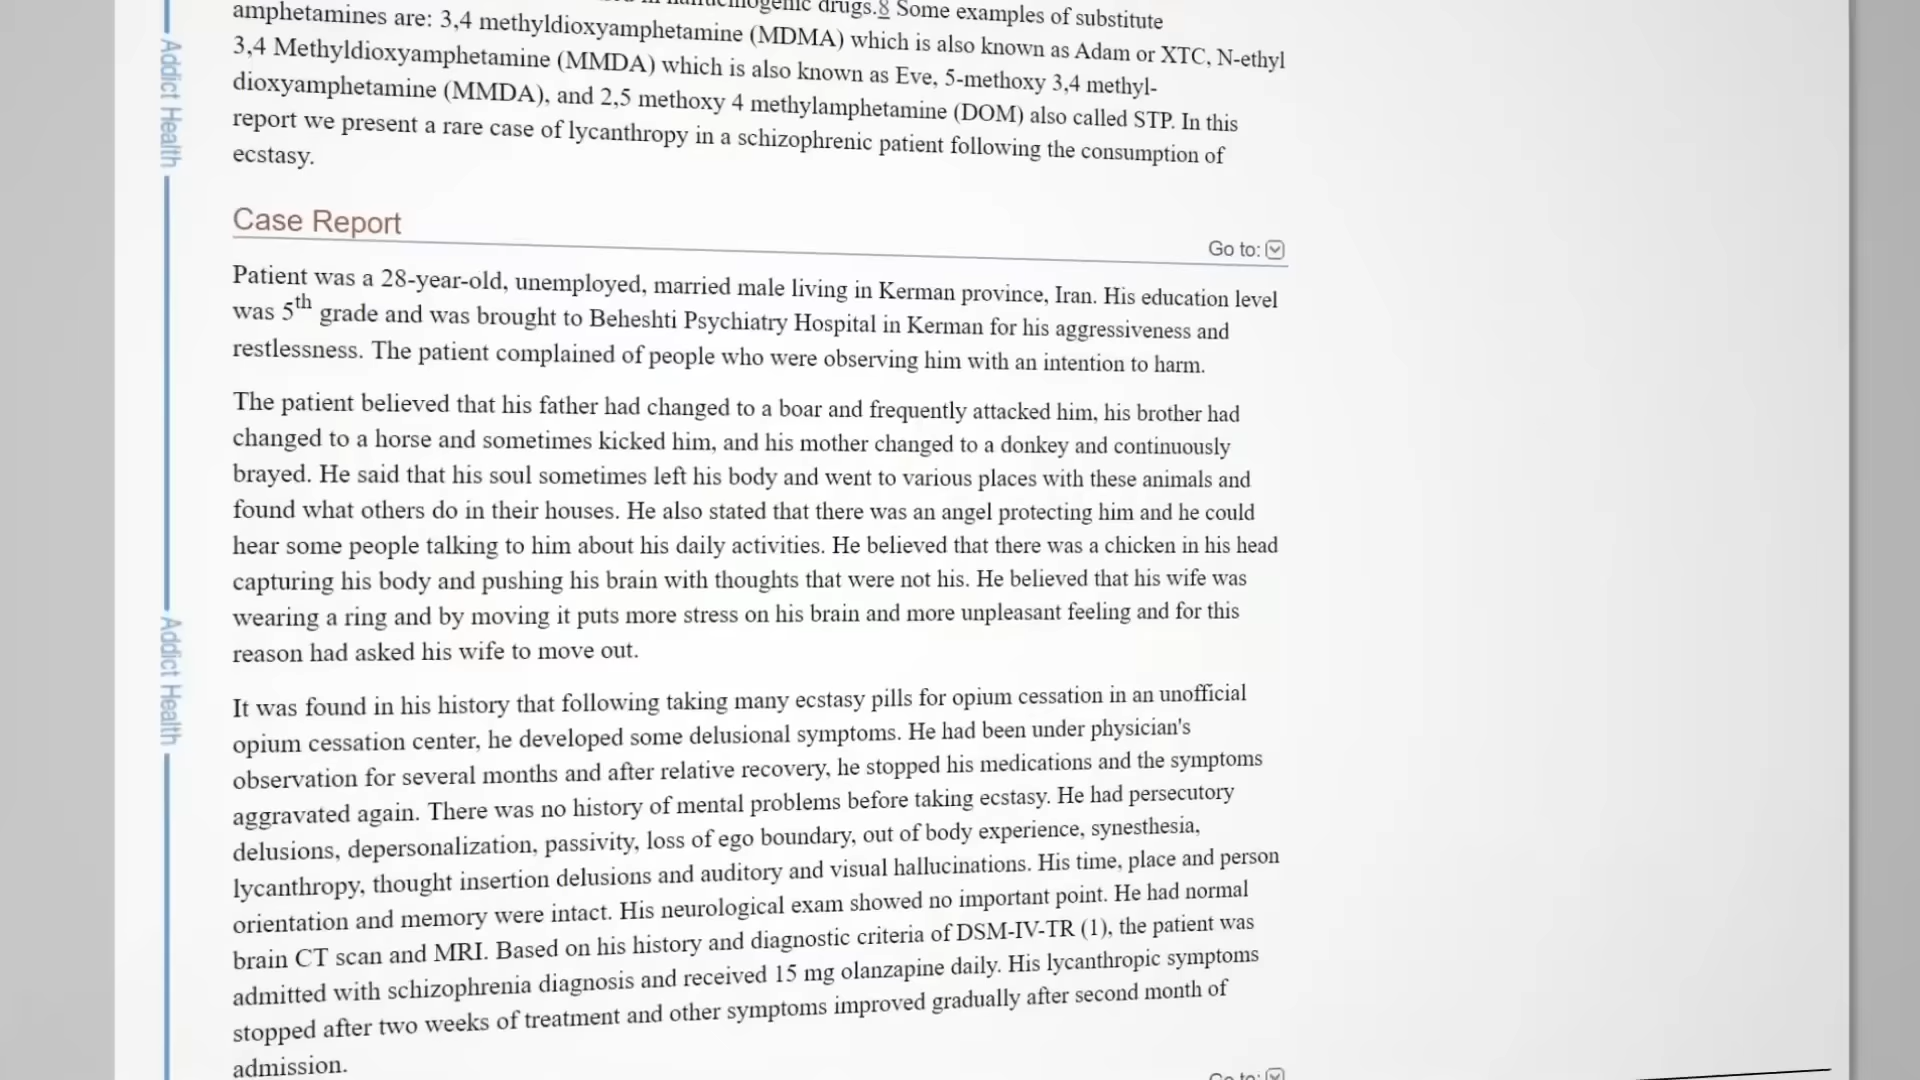 drugs.8 Some examples of substitute
amphetamines are: 3,4 methyldioxyamphetamine (MDMA) which is also known as Adam or XTC, N-ethyl
3,4 Methyldioxyamphetamine (MMDA) which is also known as Eve, 5-methoxy 3,4 methyl-
dioxyamphetamine (MMDA), and 2,5 methoxy 4 methylamphetamine (DOM) also called STP. In this
report we present a rare case of lycanthropy in a schizophrenic patient following the consumption of
ecstasy.
Case Report
Go to:
Patient was a 28-year-old, unemployed, married male living in Kerman province, Iran. His education level
was 5th grade and was brought to Beheshti Psychiatry Hospital in Kerman for his aggressiveness and
restlessness. The patient complained of people who were observing him with an intention to harm.
The patient believed that his father had changed to a boar and frequently attacked him, his brother had
changed to a horse and sometimes kicked him, and his mother changed to a donkey and continuously
brayed. He said that his soul sometimes left his body and went to various places with these animals and
found what others do in their houses. He also stated that there was an angel protecting him and he could
hear some people talking to him about his daily activities. He believed that there was a chicken in his head
capturing his body and pushing his brain with thoughts that were not his. He believed that his wife was
wearing a ring and by moving it puts more stress on his brain and more unpleasant feeling and for this
reason had asked his wife to move out.
It was found in his history that following taking many ecstasy pills for opium cessation in an unofficial
opium cessation center, he developed some delusional symptoms. He had been under physician's
observation for several months and after relative recovery, he stopped his medications and the symptoms
aggravated again. There was no history of mental problems before taking ecstasy. He had persecutory
delusions, depersonalization, passivity, loss of ego boundary, out of body experience, synesthesia,
lycanthropy, thought insertion delusions and auditory and visual hallucinations. His time, place and person
orientation and memory were intact. His neurological exam showed no important point. He had normal
brain CT scan and MRI. Based on his history and diagnostic criteria of DSM-IV-TR (1), the patient was
admitted with schizophrenia diagnosis and received 15 mg olanzapine daily. His lycanthropic symptoms
stopped after two weeks of treatment and other symptoms improved gradually after second month of
admission.
Go to:
Addict Health
Addict Health